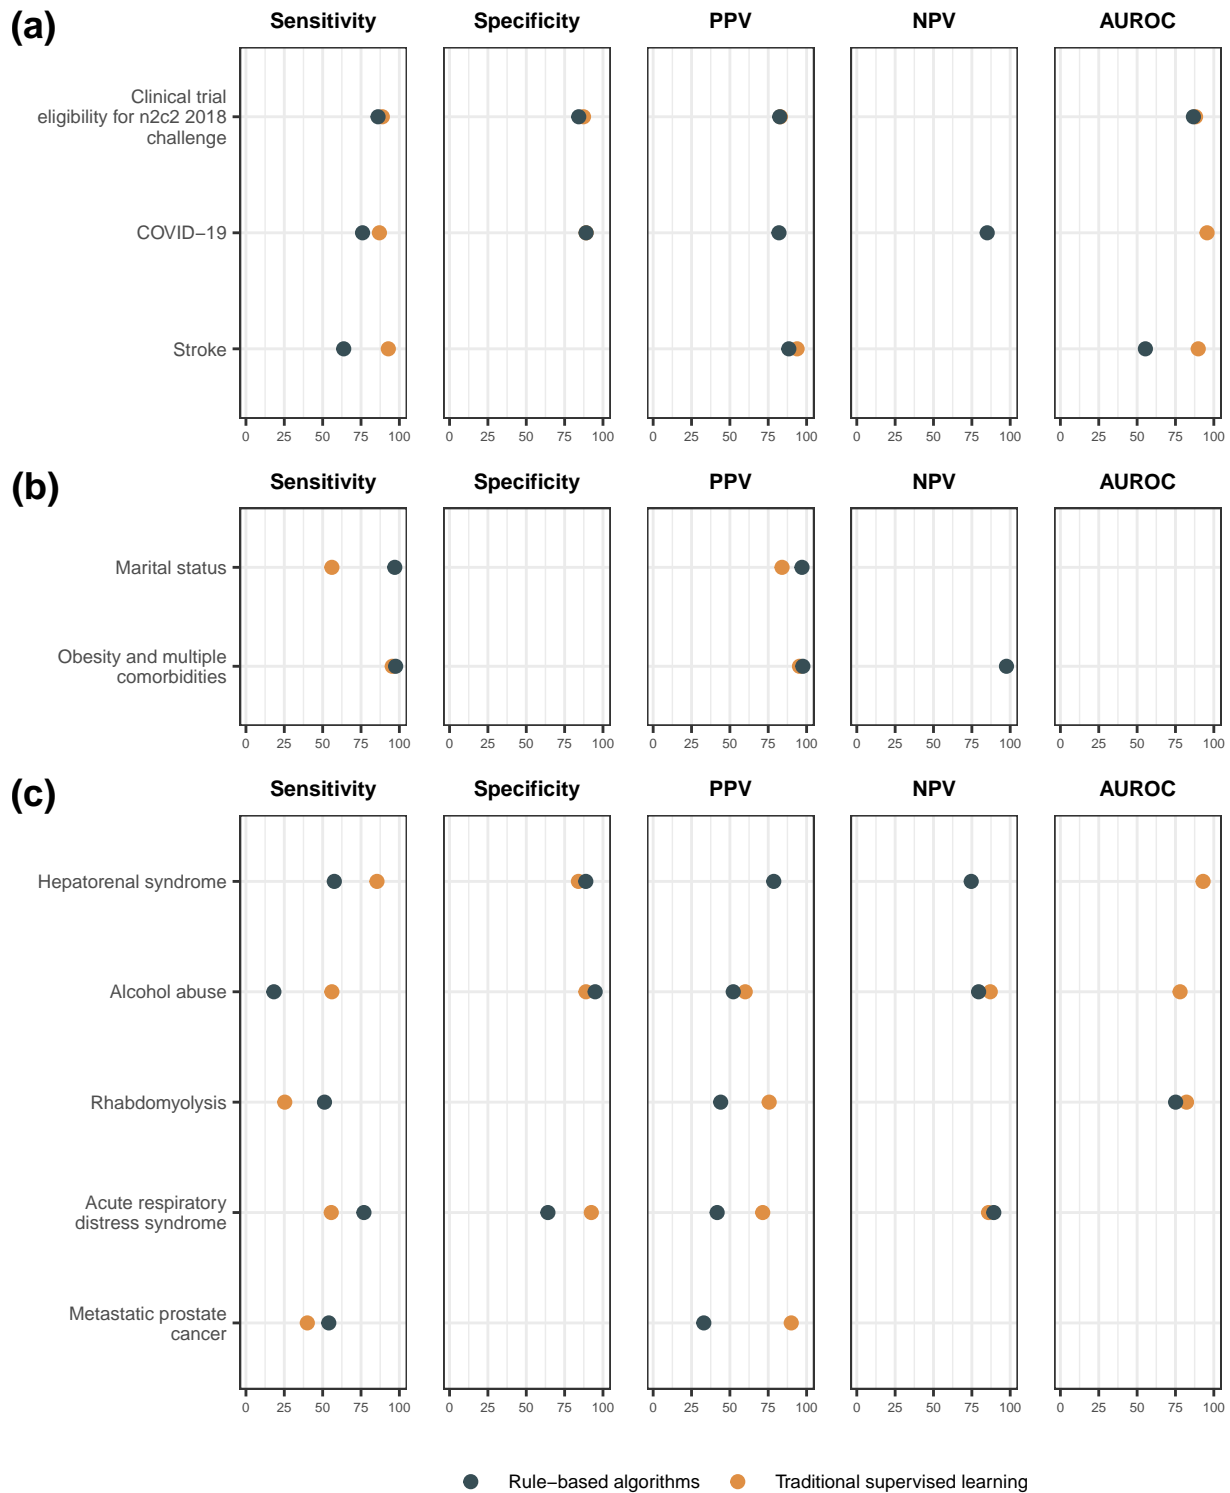 (a)
Sensitivity Specificity PPV NPV AUROC
Clinical trial
eligibility for n2c2 2018
challenge
COVID−19
Stroke
0 25 50 75 100 0 25 50 75 100 0 25 50 75 100 0 25 50 75 100 0 25 50 75 100
(b)
Sensitivity Specificity PPV NPV AUROC
Marital status
Obesity and multiple
comorbidities
0 25 50 75 100 0 25 50 75 100 0 25 50 75 100 0 25 50 75 100 0 25 50 75 100
(c)
Sensitivity Specificity PPV NPV AUROC
Hepatorenal syndrome
Alcohol abuse
Rhabdomyolysis
Acute respiratory
distress syndrome
Metastatic prostate
cancer
0 25 50 75 100 0 25 50 75 100 0 25 50 75 100 0 25 50 75 100 0 25 50 75 100
Rule−based algorithms Traditional supervised learning